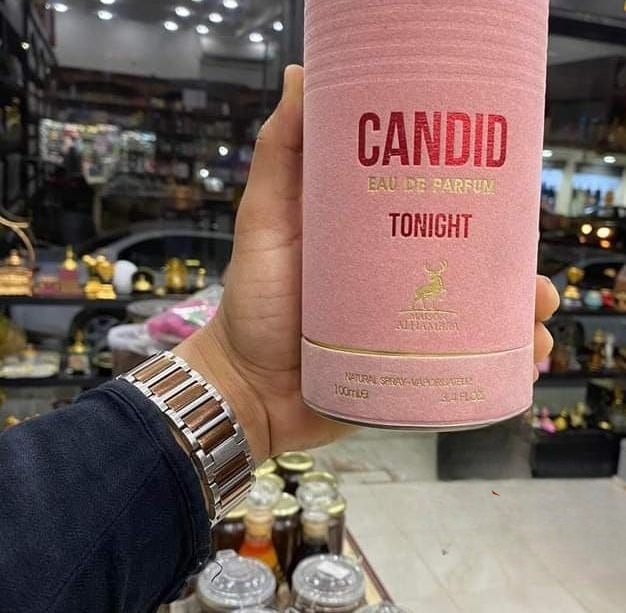 CANDID
EAU DE PARFUM
TONIGHT
MAISON
ALHAMBRA
NATURAL SPRAY-VAPORISATEUR
100ml℮ 3.4 FL.OZ.